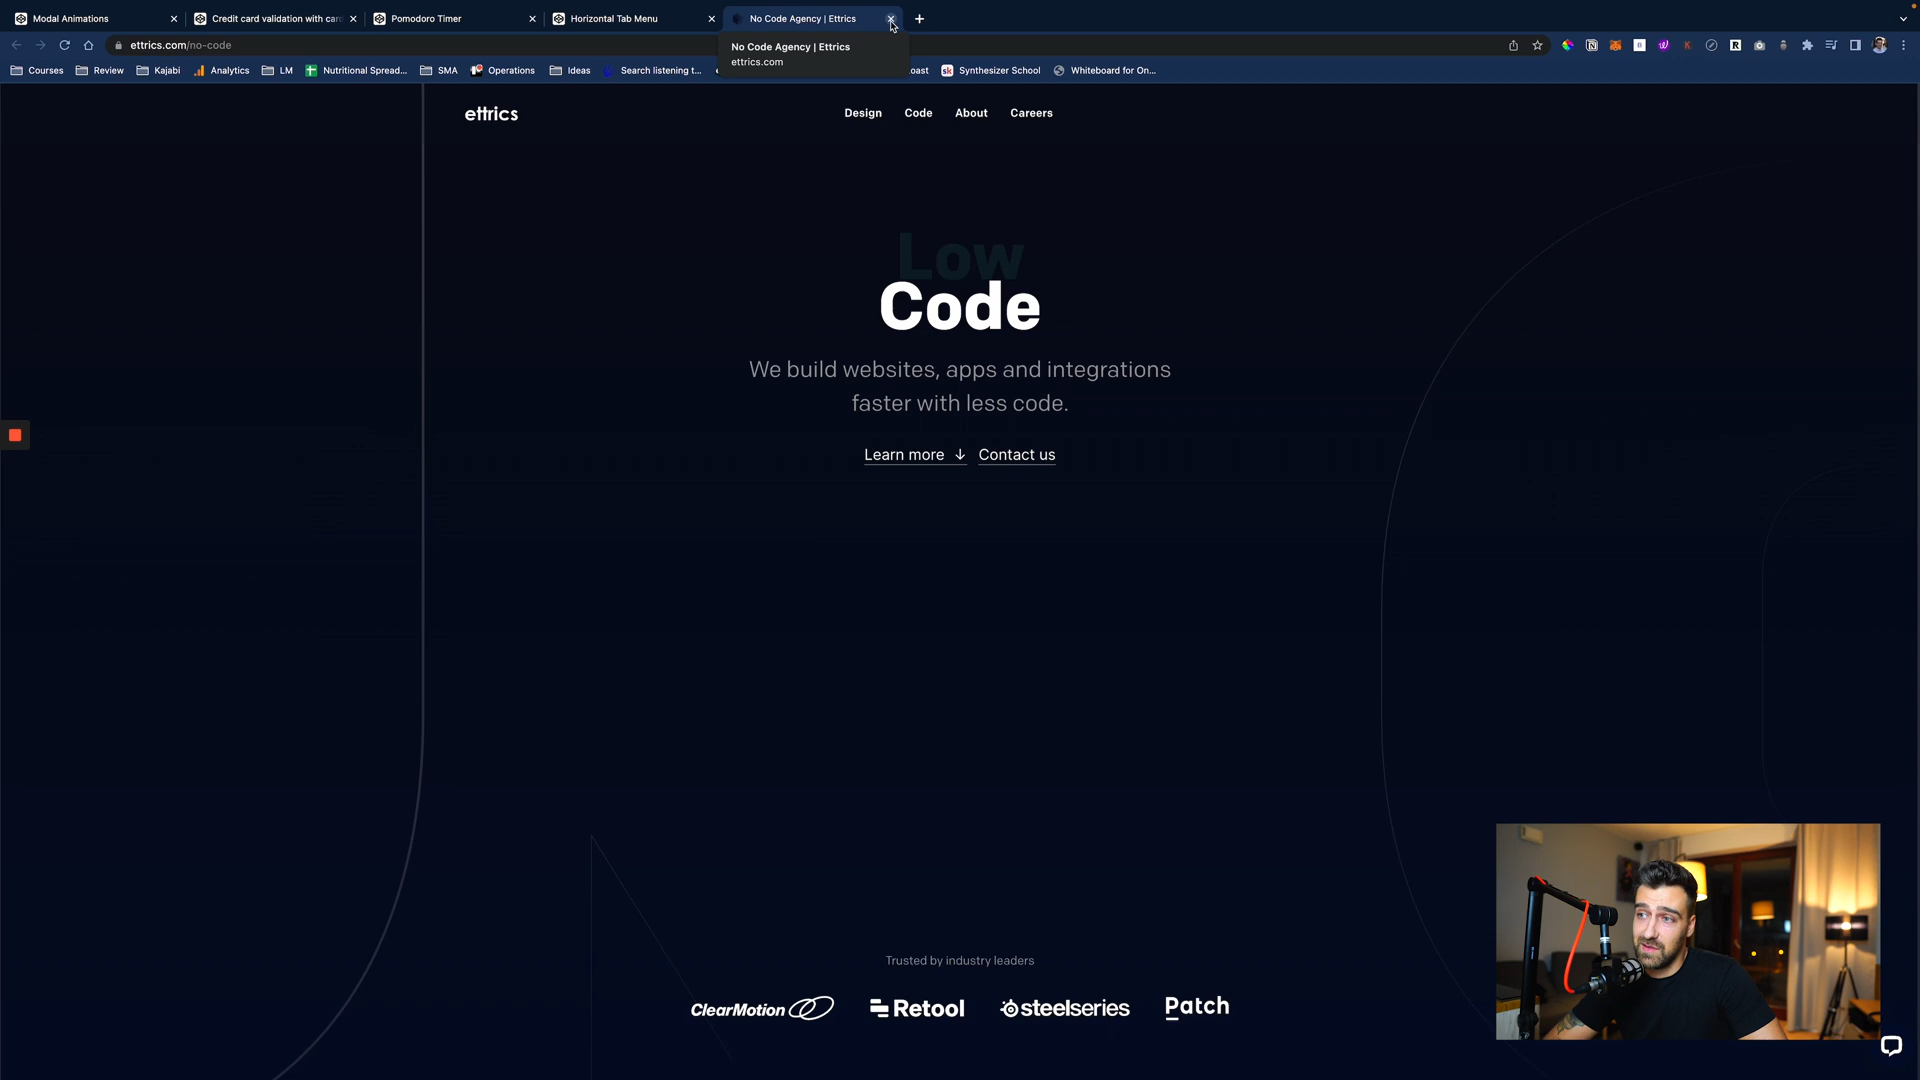 Modal Animations
Credit card validation with car
Pomodoro Timer
Horizontal Tab Menu
No Code Agency | Ettrics
ettrics.com/no-code
No Code Agency | Ettrics
ettrics.com
Courses
Review
Kajabi
Analytics
LM
Nutritional Spread...
SMA
Operations
Ideas
Search listening t...
oast
Synthesizer School
Whiteboard for On...
ettrics
Design
Code
About
Careers
Low
Code
We build websites, apps and integrations
faster with less code.
Learn more ↓
Contact us
Trusted by industry leaders
ClearMotion
Retool
steelseries
Patch